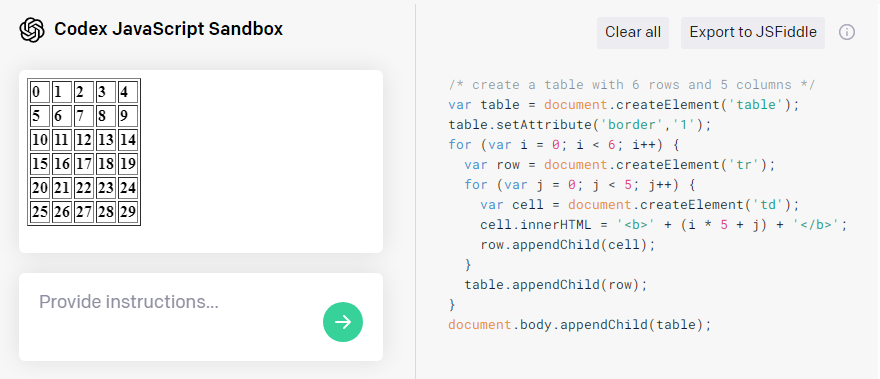 Codex JavaScript Sandbox
Clear all
Export to JSFiddle
0 1 2 3 4
5 6 7 8 9
10 11 12 13 14
15 16 17 18 19
20 21 22 23 24
25 26 27 28 29
Provide instructions...
/* create a table with 6 rows and 5 columns */
var table = document.createElement('table');
table.setAttribute('border','1');
for (var i = 0; i < 6; i++) {
  var row = document.createElement('tr');
  for (var j = 0; j < 5; j++) {
    var cell = document.createElement('td');
    cell.innerHTML = '<b>' + (i * 5 + j) + '</b>';
    row.appendChild(cell);
  }
  table.appendChild(row);
}
document.body.appendChild(table);